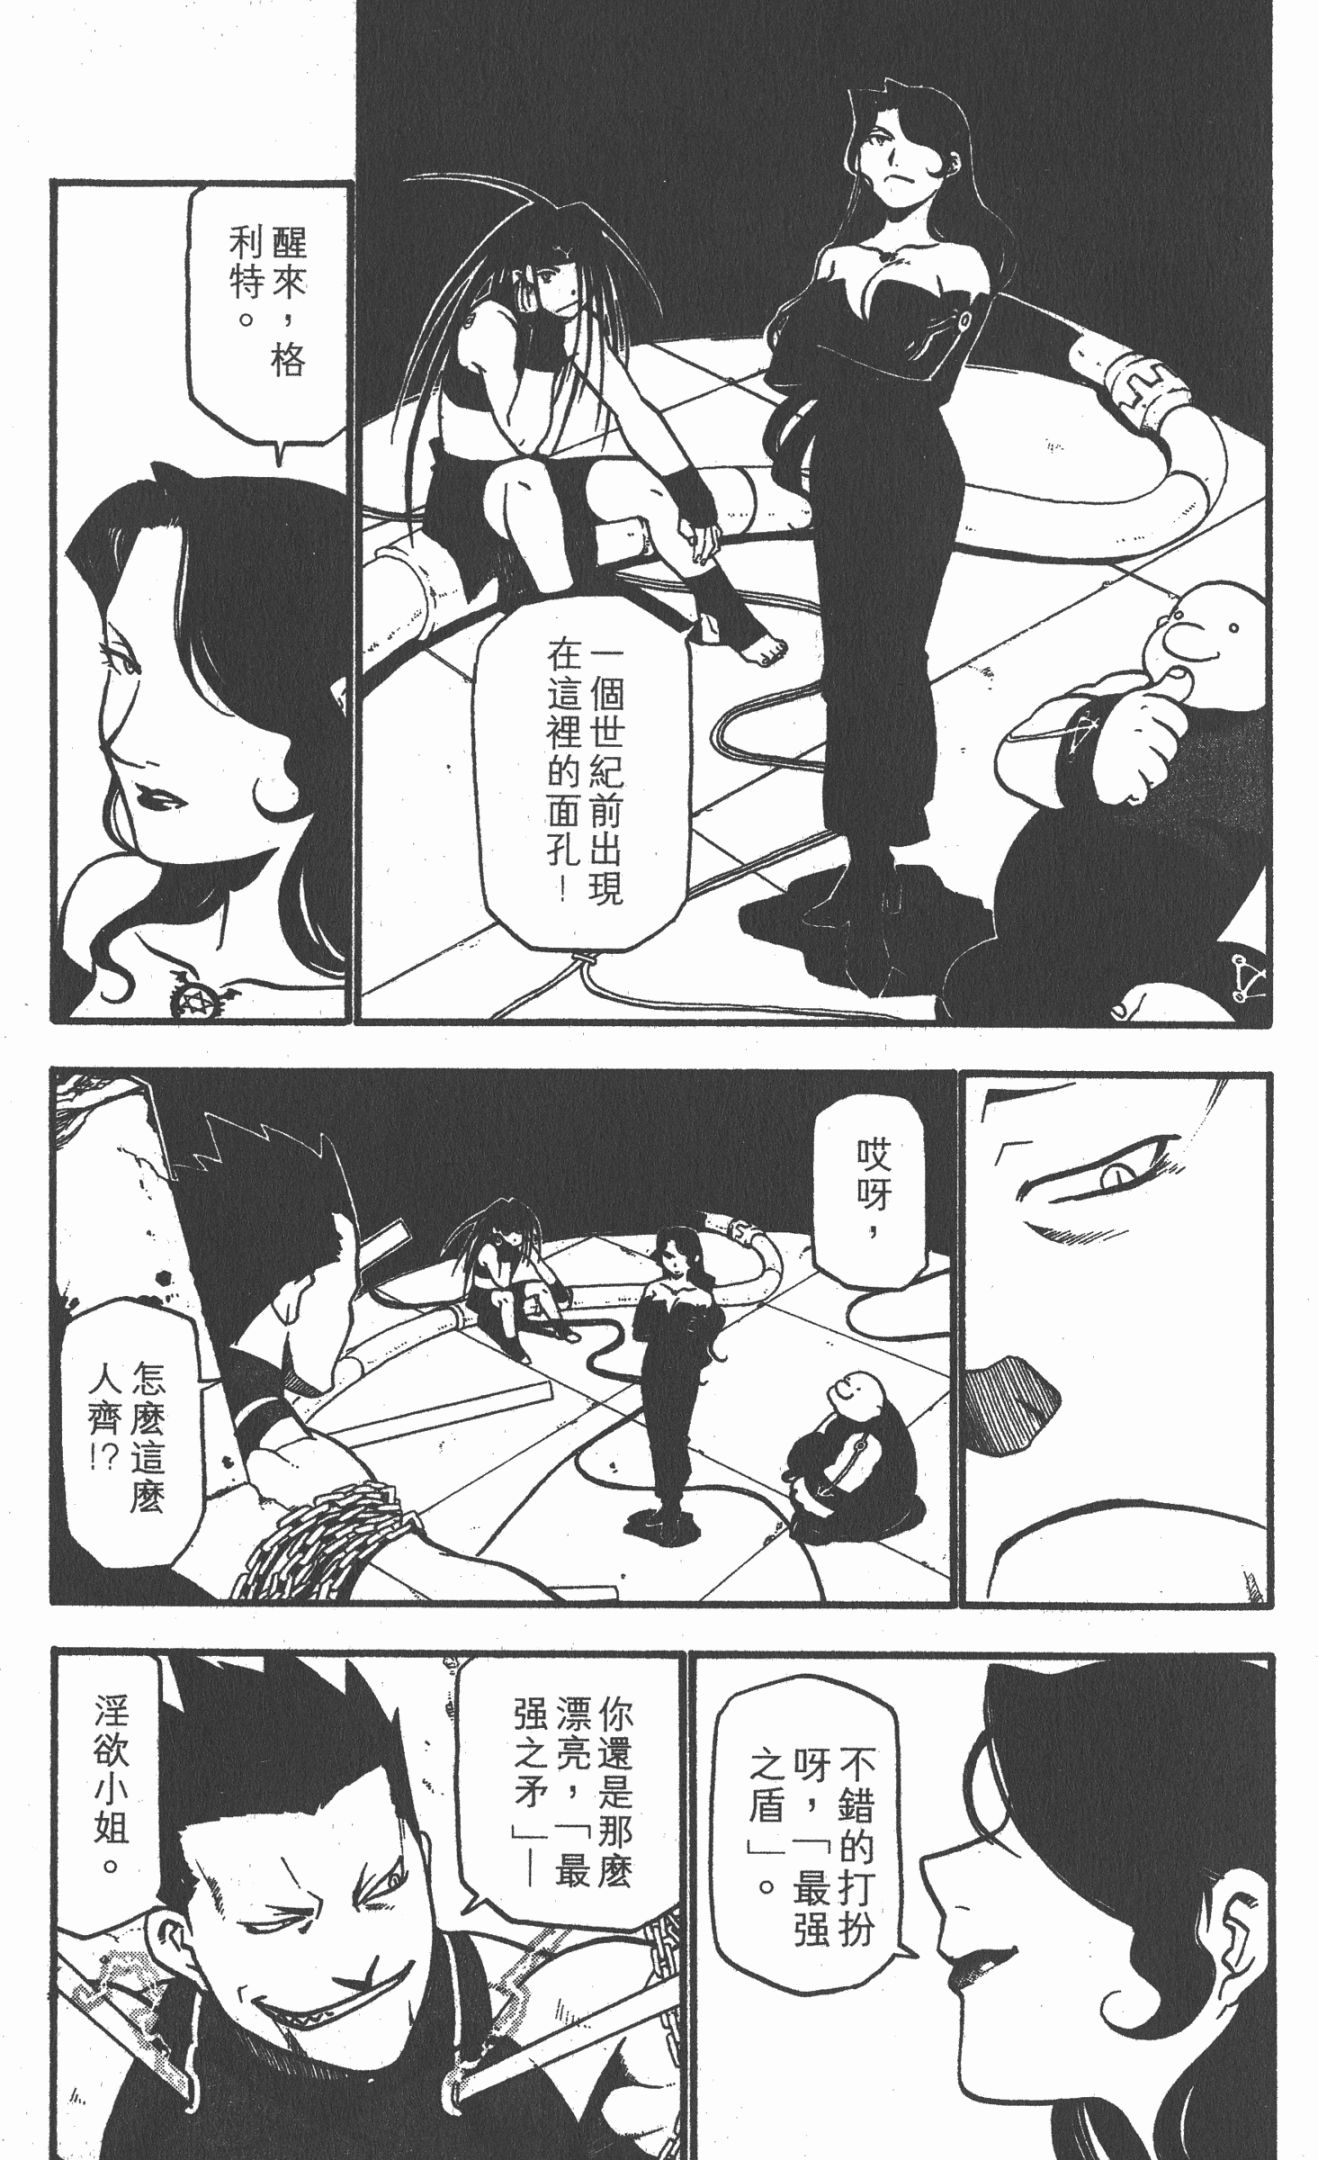 一個世紀前出現
在這裡的面孔！
醒來，格
利特。
哎呀，
怎麼這麼
人齊!?
不錯的打扮
呀，「最强
之盾」。
你還是那麼
漂亮，「最
强之矛」—
淫欲小姐。